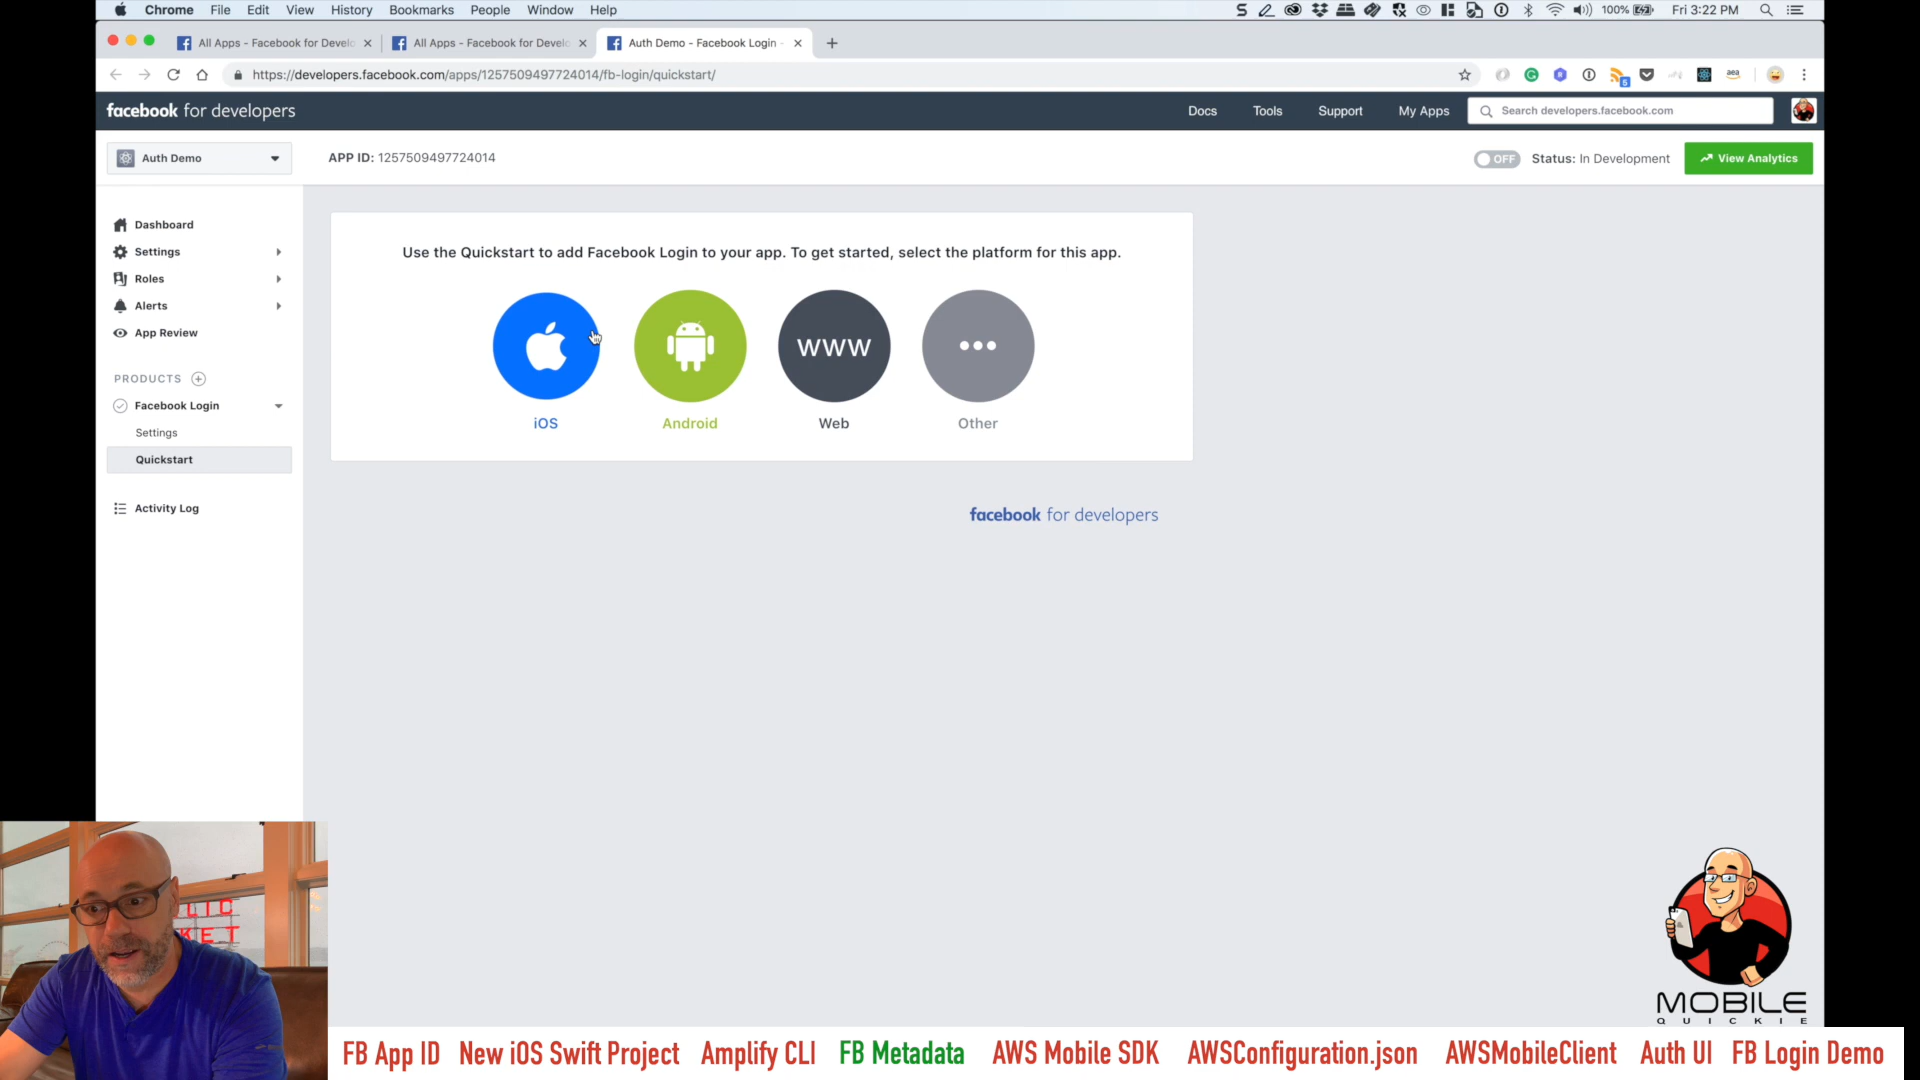 Chrome File Edit View History Bookmarks People Window Help 100% Fri 3:22 PM
All Apps - Facebook for Develo All Apps - Facebook for Develo Auth Demo - Facebook Login -
https://developers.facebook.com/apps/1257509497724014/fb-login/quickstart/
facebook for developers Docs Tools Support My Apps Search developers.facebook.com
Auth Demo APP ID: 1257509497724014 OFF Status: In Development View Analytics
Dashboard
Settings
Roles
Alerts
App Review
PRODUCTS
Facebook Login
Settings
Quickstart
Activity Log
Use the Quickstart to add Facebook Login to your app. To get started, select the platform for this app.
WWW
iOS Android Web Other
facebook for developers
LIC
KET
MOBILE
QUICKIE
FB App ID New iOS Swift Project Amplify CLI FB Metadata AWS Mobile SDK AWSConfiguration.json AWSMobileClient Auth UI FB Login Demo